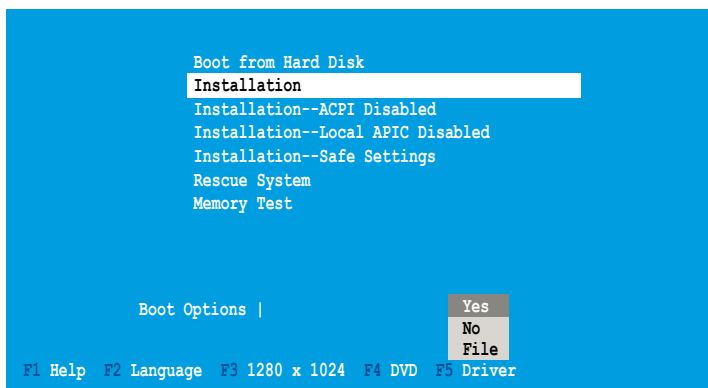 Boot from Hard Disk
Installation
Installation--ACPI Disabled
Installation--Local APIC Disabled
Installation--Safe Settings
Rescue System
Memory Test
Boot Options | Yes
No
File
F1 Help F2 Language F3 1280 x 1024 F4 DVD F5 Driver